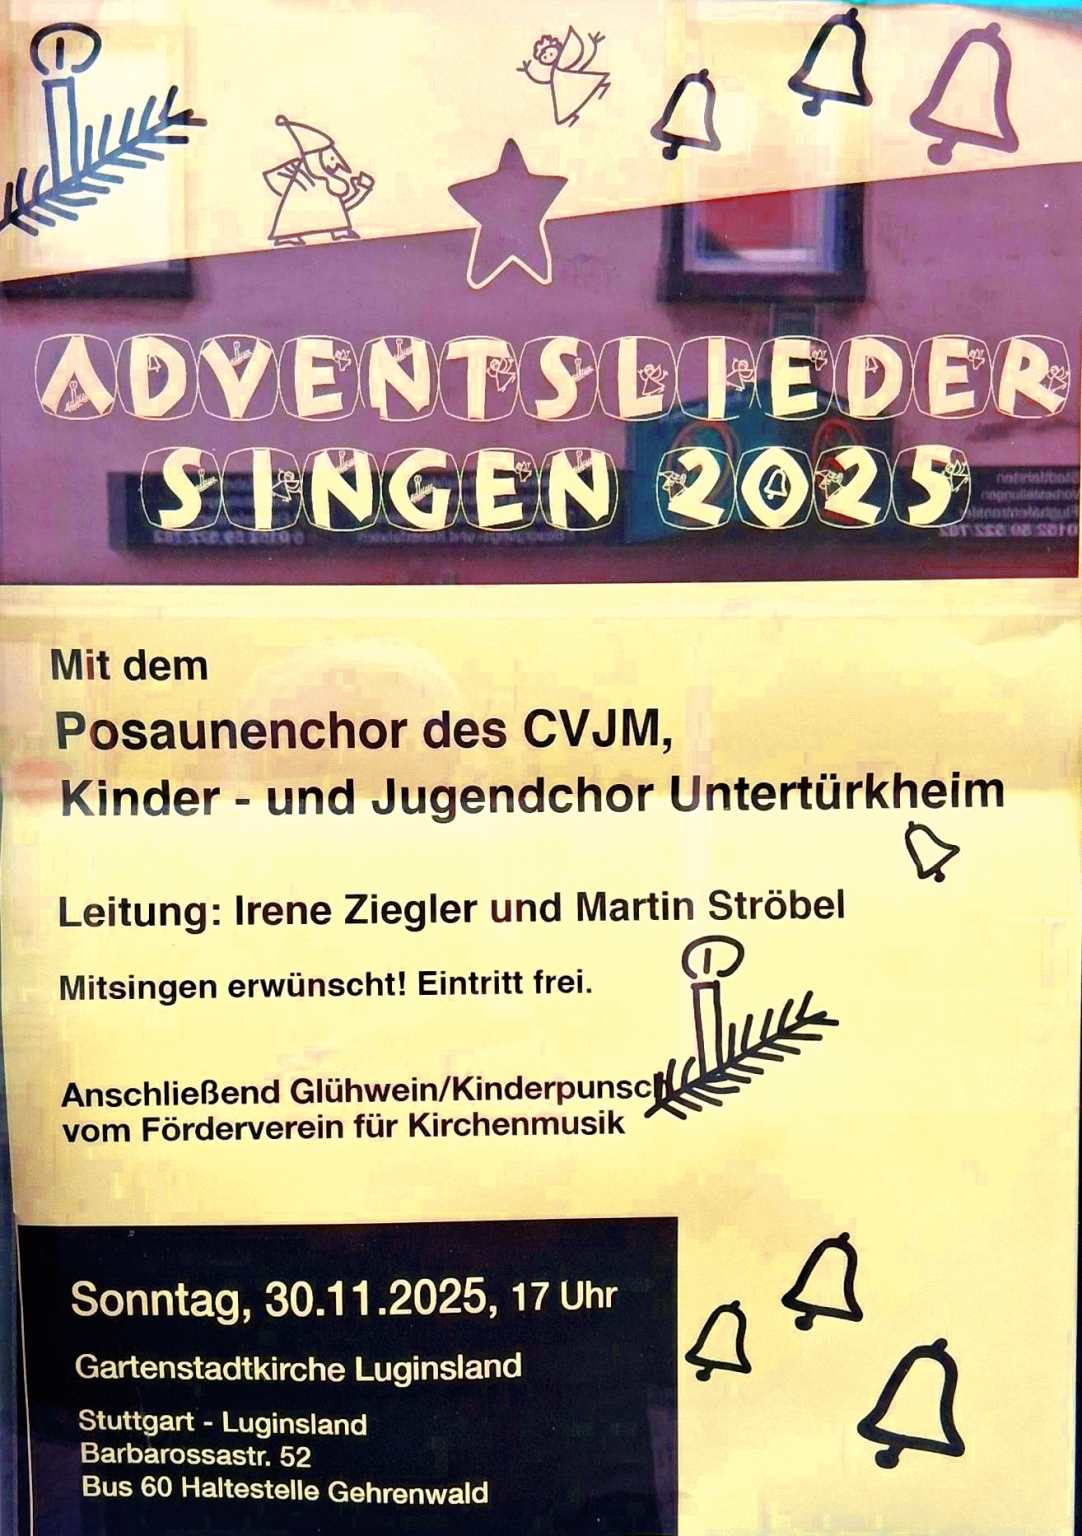 ADVENTSLIEDER
SINGEN 2025
Mit dem
Posaunenchor des CVJM,
Kinder - und Jugendchor Untertürkheim
Leitung: Irene Ziegler und Martin Ströbel
Mitsingen erwünscht! Eintritt frei.
Anschließend Glühwein/Kinderpunsch
vom Förderverein für Kirchenmusik
Sonntag, 30.11.2025, 17 Uhr
Gartenstadtkirche Luginsland
Stuttgart - Luginsland
Barbarossastr. 52
Bus 60 Haltestelle Gehrenwald